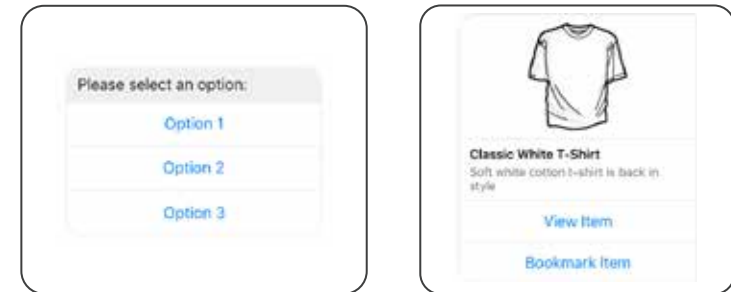 Please select an option:
Option 1
Option 2
Option 3
Classic White T-Shirt
Soft white cotton t-shirt is back in
style
View Item
Bookmark Item